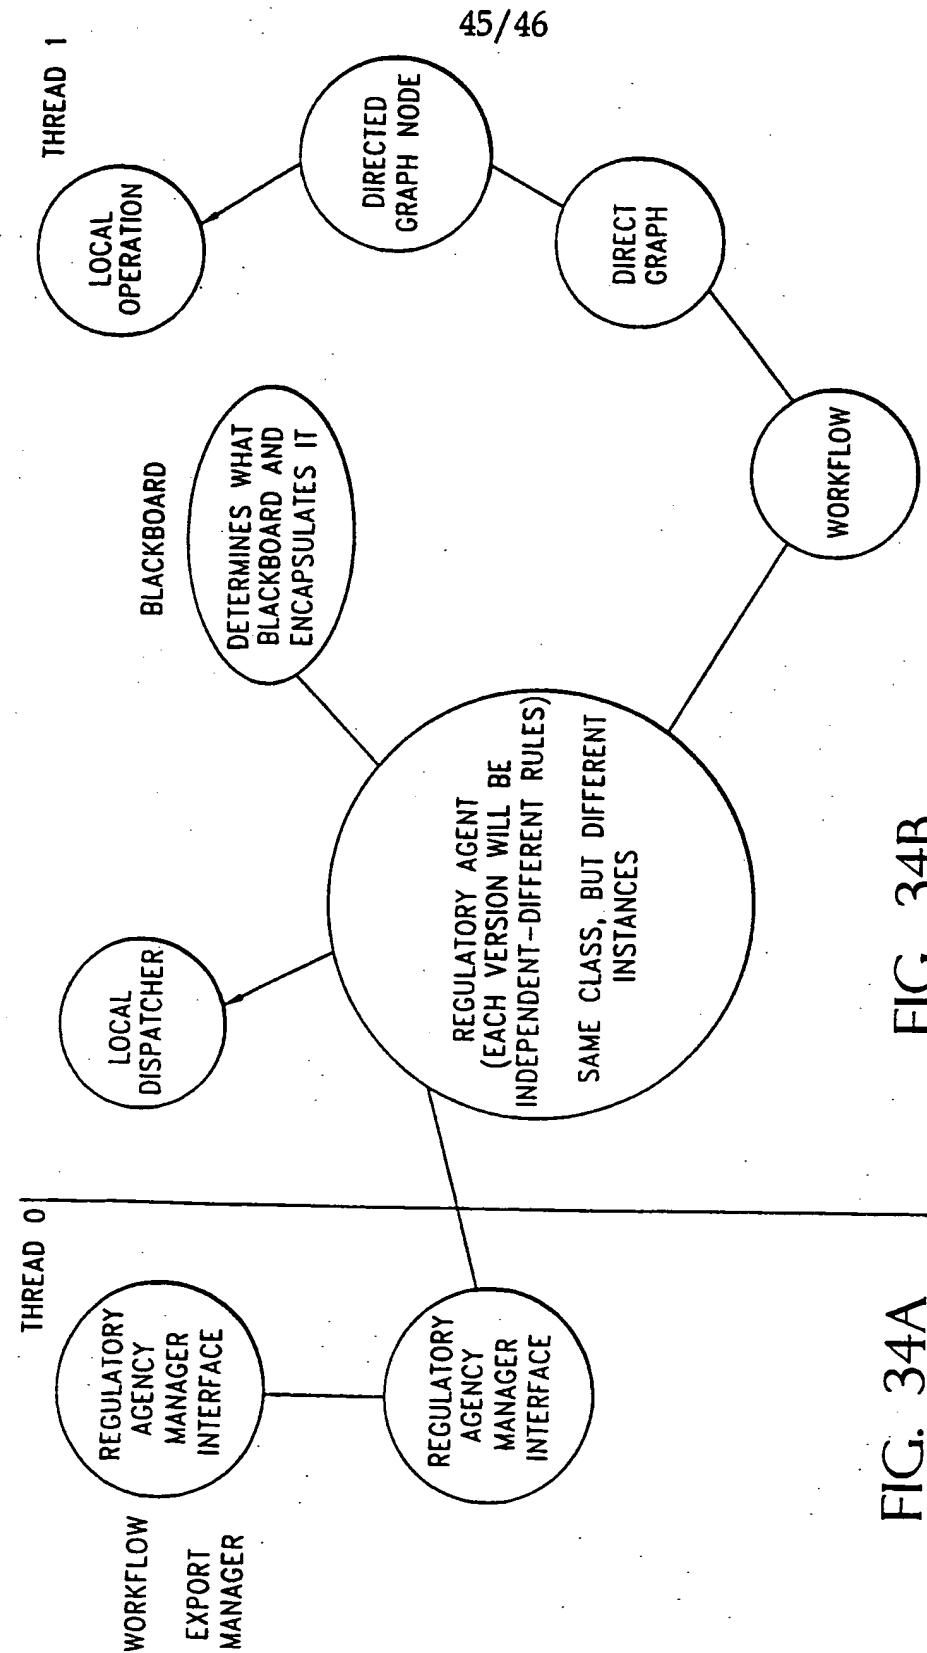 45/46
THREAD 0
WORKFLOW
EXPORT
MANAGER
REGULATORY
AGENCY
MANAGER
INTERFACE
REGULATORY
AGENCY
MANAGER
INTERFACE
FIG. 34A
THREAD 1
LOCAL
DISPATCHER
BLACKBOARD
DETERMINES WHAT
BLACKBOARD AND
ENCAPSULATES IT
LOCAL
OPERATION
DIRECTED
GRAPH NODE
DIRECT
GRAPH
WORKFLOW
REGULATORY AGENT
(EACH VERSION WILL BE
INDEPENDENT-DIFFERENT RULES)
SAME CLASS, BUT DIFFERENT
INSTANCES
FIG. 34B